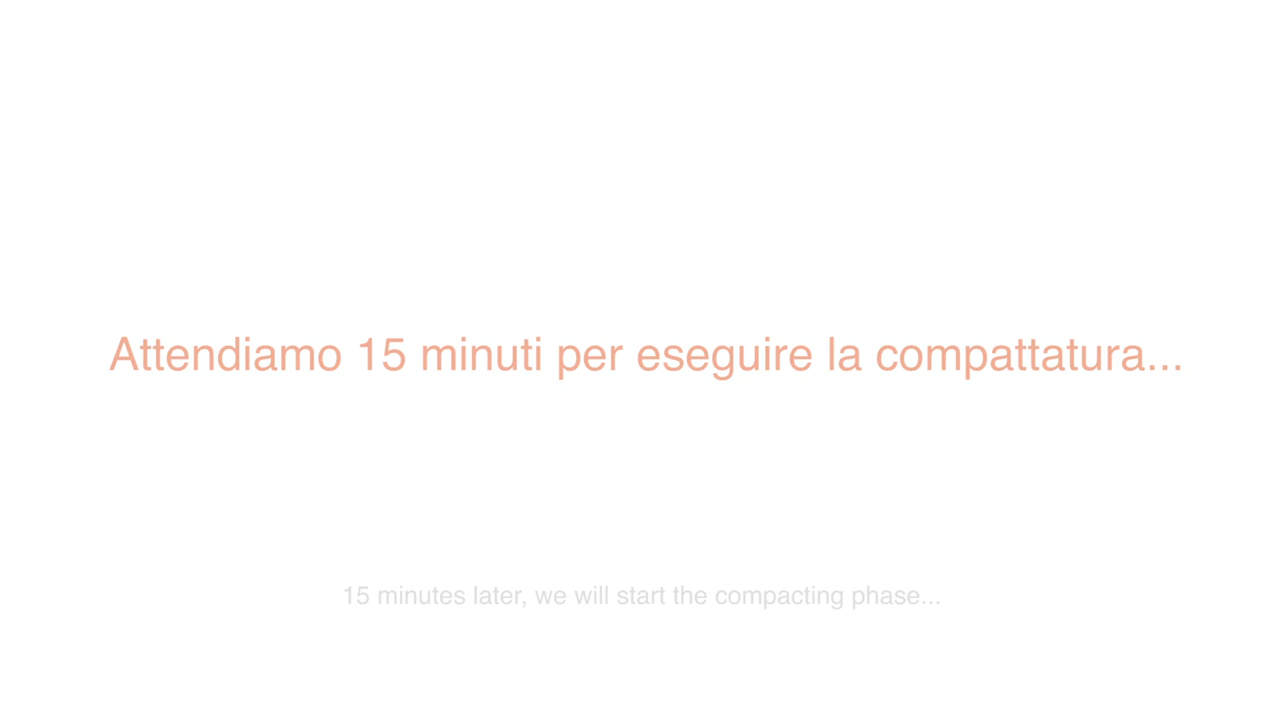 Attendiamo 15 minuti per eseguire la compattatura...
15 minutes later, we will start the compacting phase...